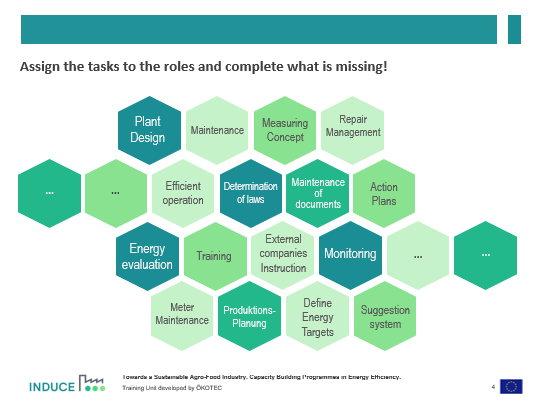 Assign the tasks to the roles and complete what is missing!
Plant
Design
Maintenance
Measuring
Concept
Repair
Management
...
...
Efficient
operation
Determination
of laws
Maintenance
of
documents
Action
Plans
Energy
evaluation
Training
External
companies
Instruction
Monitoring
...
...
Meter
Maintenance
Produktions-
Planung
Define
Energy
Targets
Suggestion
system
INDUCE
Towards a Sustainable Agro-Food Industry. Capacity Building Programmes in Energy Efficiency.
Training Unit developed by ÖKOTEC
4